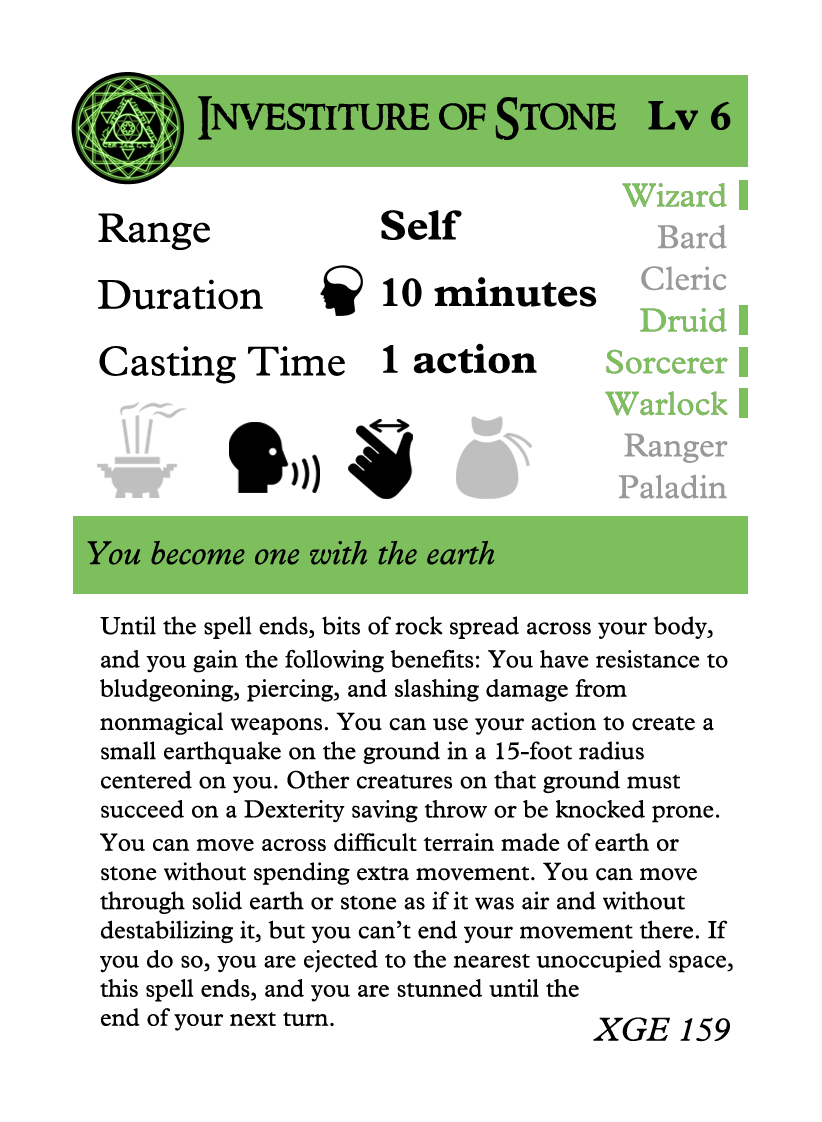 Investiture of Stone Lv 6
Range Self
Duration 10 minutes
Casting Time 1 action
Wizard
Bard
Cleric
Druid
Sorcerer
Warlock
Ranger
Paladin
You become one with the earth
Until the spell ends, bits of rock spread across your body,
and you gain the following benefits: You have resistance to
bludgeoning, piercing, and slashing damage from
nonmagical weapons. You can use your action to create a
small earthquake on the ground in a 15-foot radius
centered on you. Other creatures on that ground must
succeed on a Dexterity saving throw or be knocked prone.
You can move across difficult terrain made of earth or
stone without spending extra movement. You can move
through solid earth or stone as if it was air and without
destabilizing it, but you can’t end your movement there. If
you do so, you are ejected to the nearest unoccupied space,
this spell ends, and you are stunned until the
end of your next turn.
XGE 159